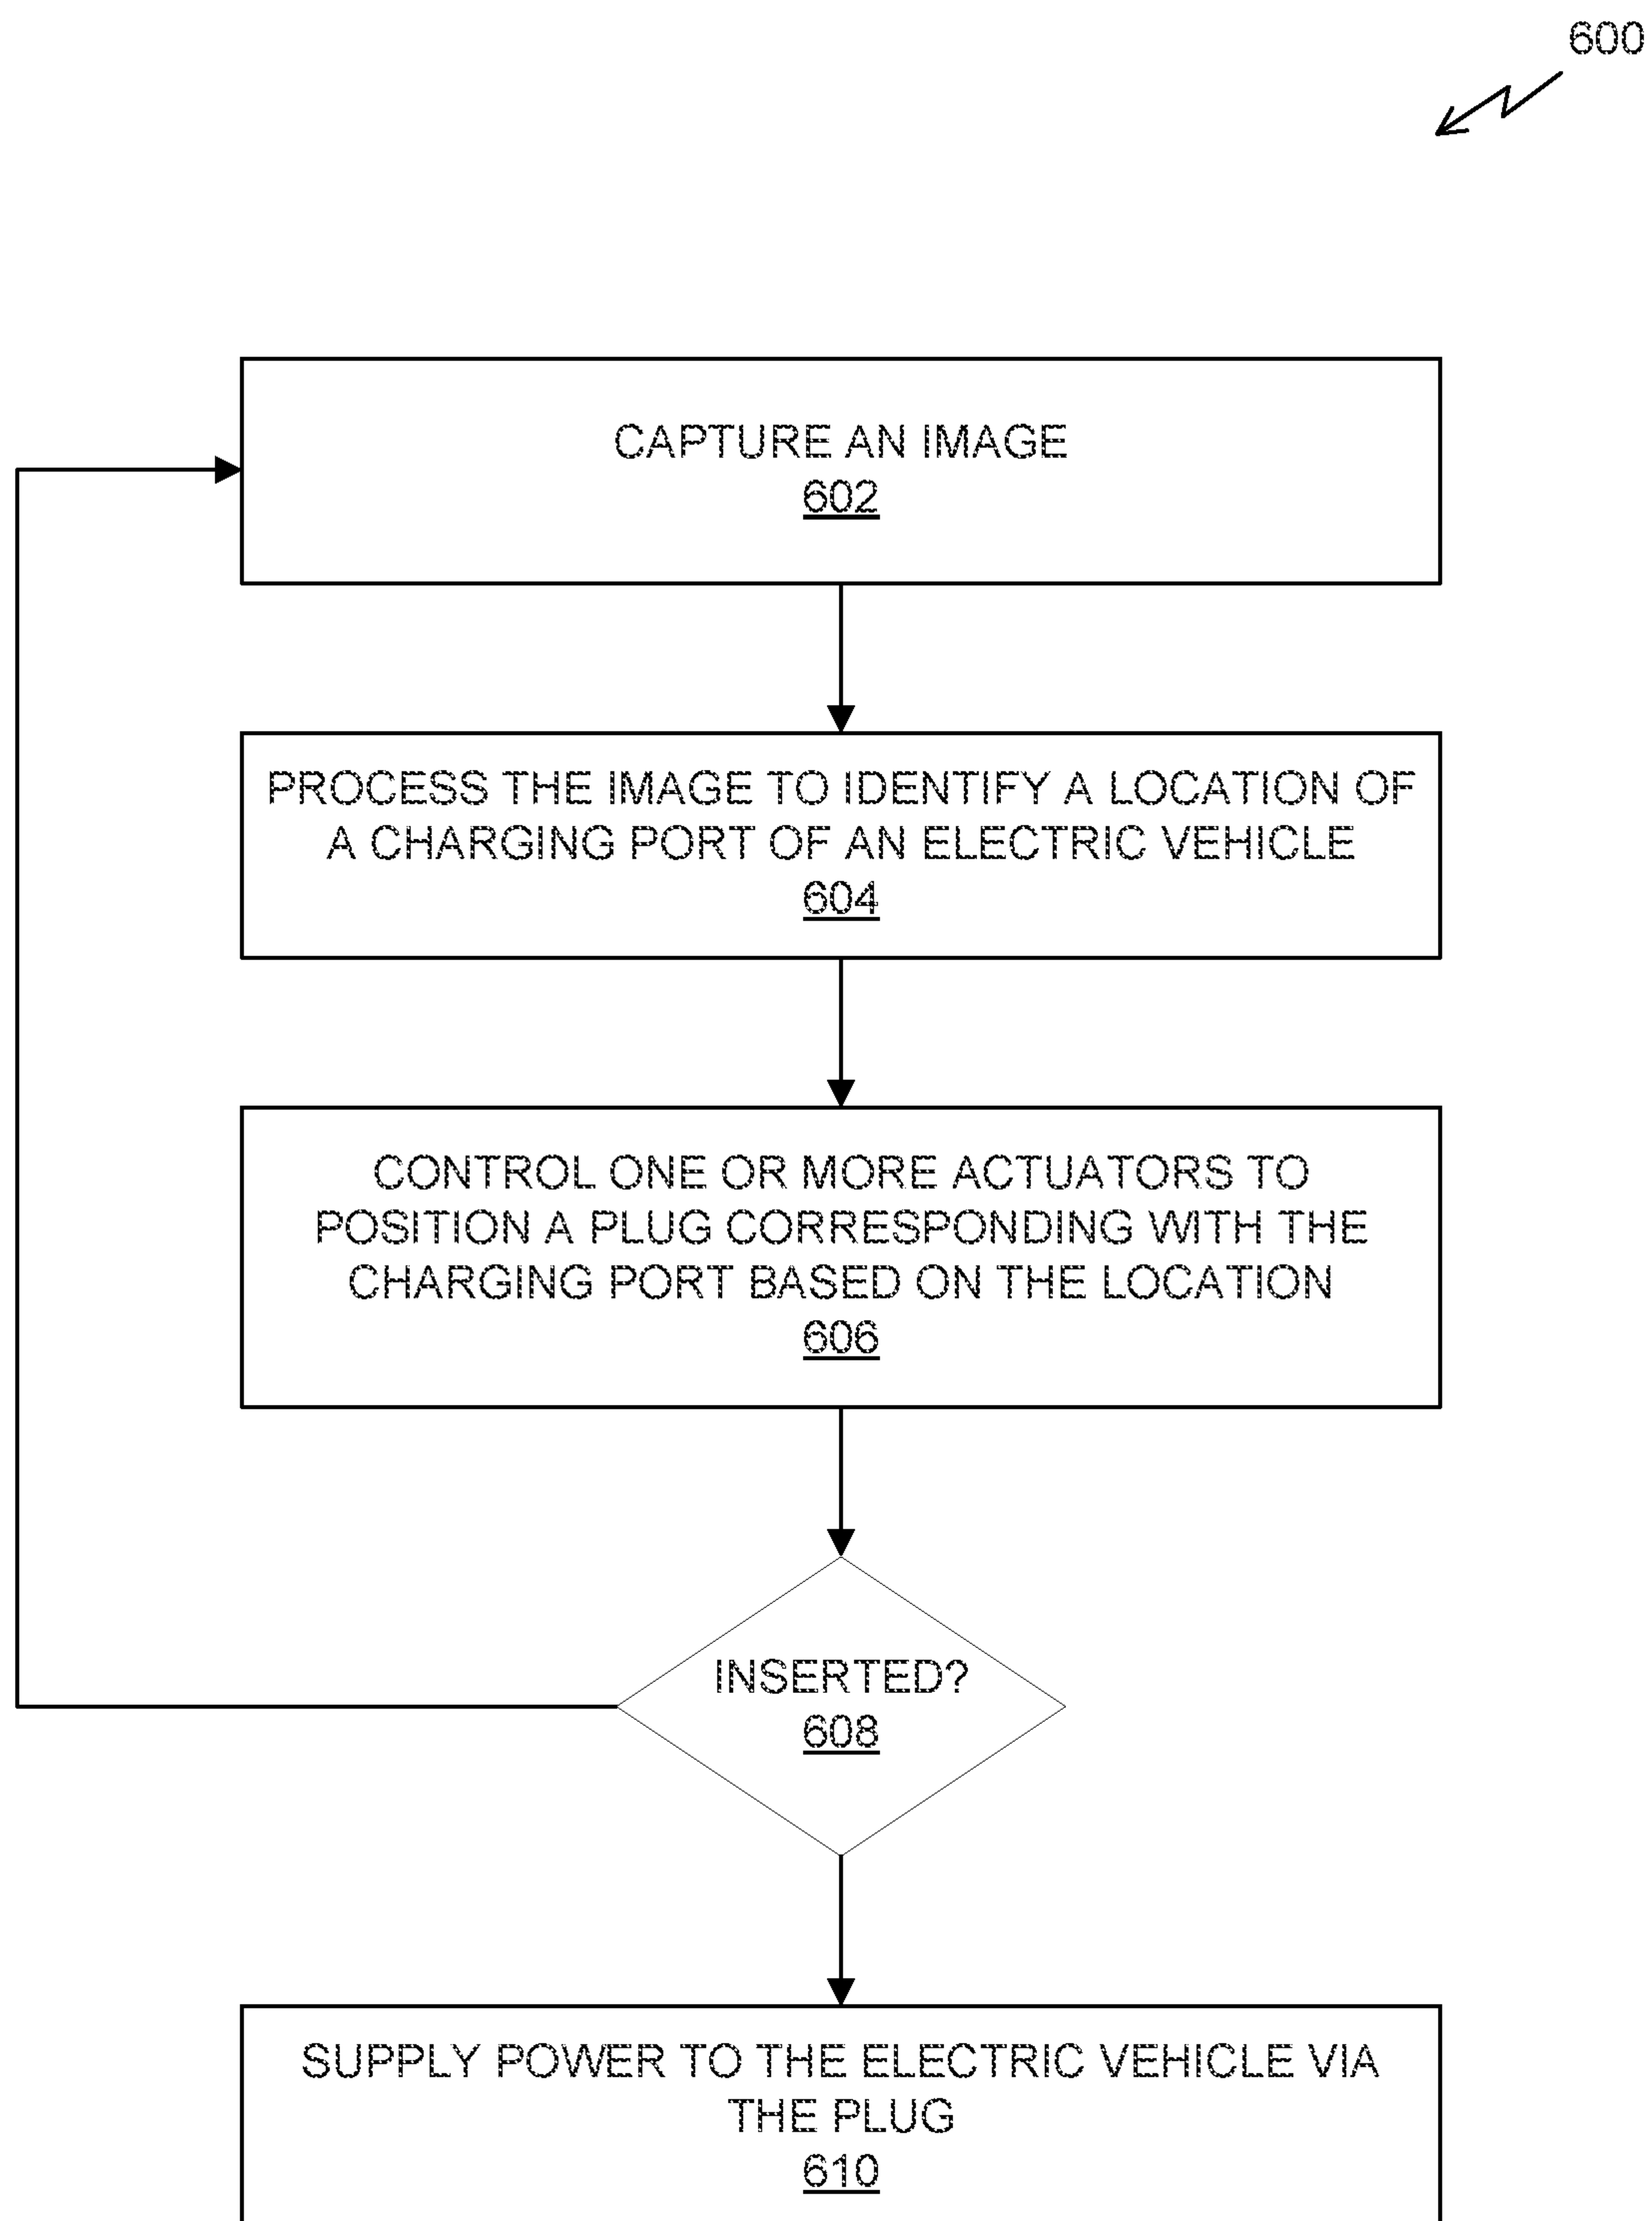 600
CAPTURE AN IMAGE
602
PROCESS THE IMAGE TO IDENTIFY A LOCATION OF
A CHARGING PORT OF AN ELECTRIC VEHICLE
604
CONTROL ONE OR MORE ACTUATORS TO
POSITION A PLUG CORRESPONDING WITH THE
CHARGING PORT BASED ON THE LOCATION
606
INSERTED?
608
SUPPLY POWER TO THE ELECTRIC VEHICLE VIA
THE PLUG
610